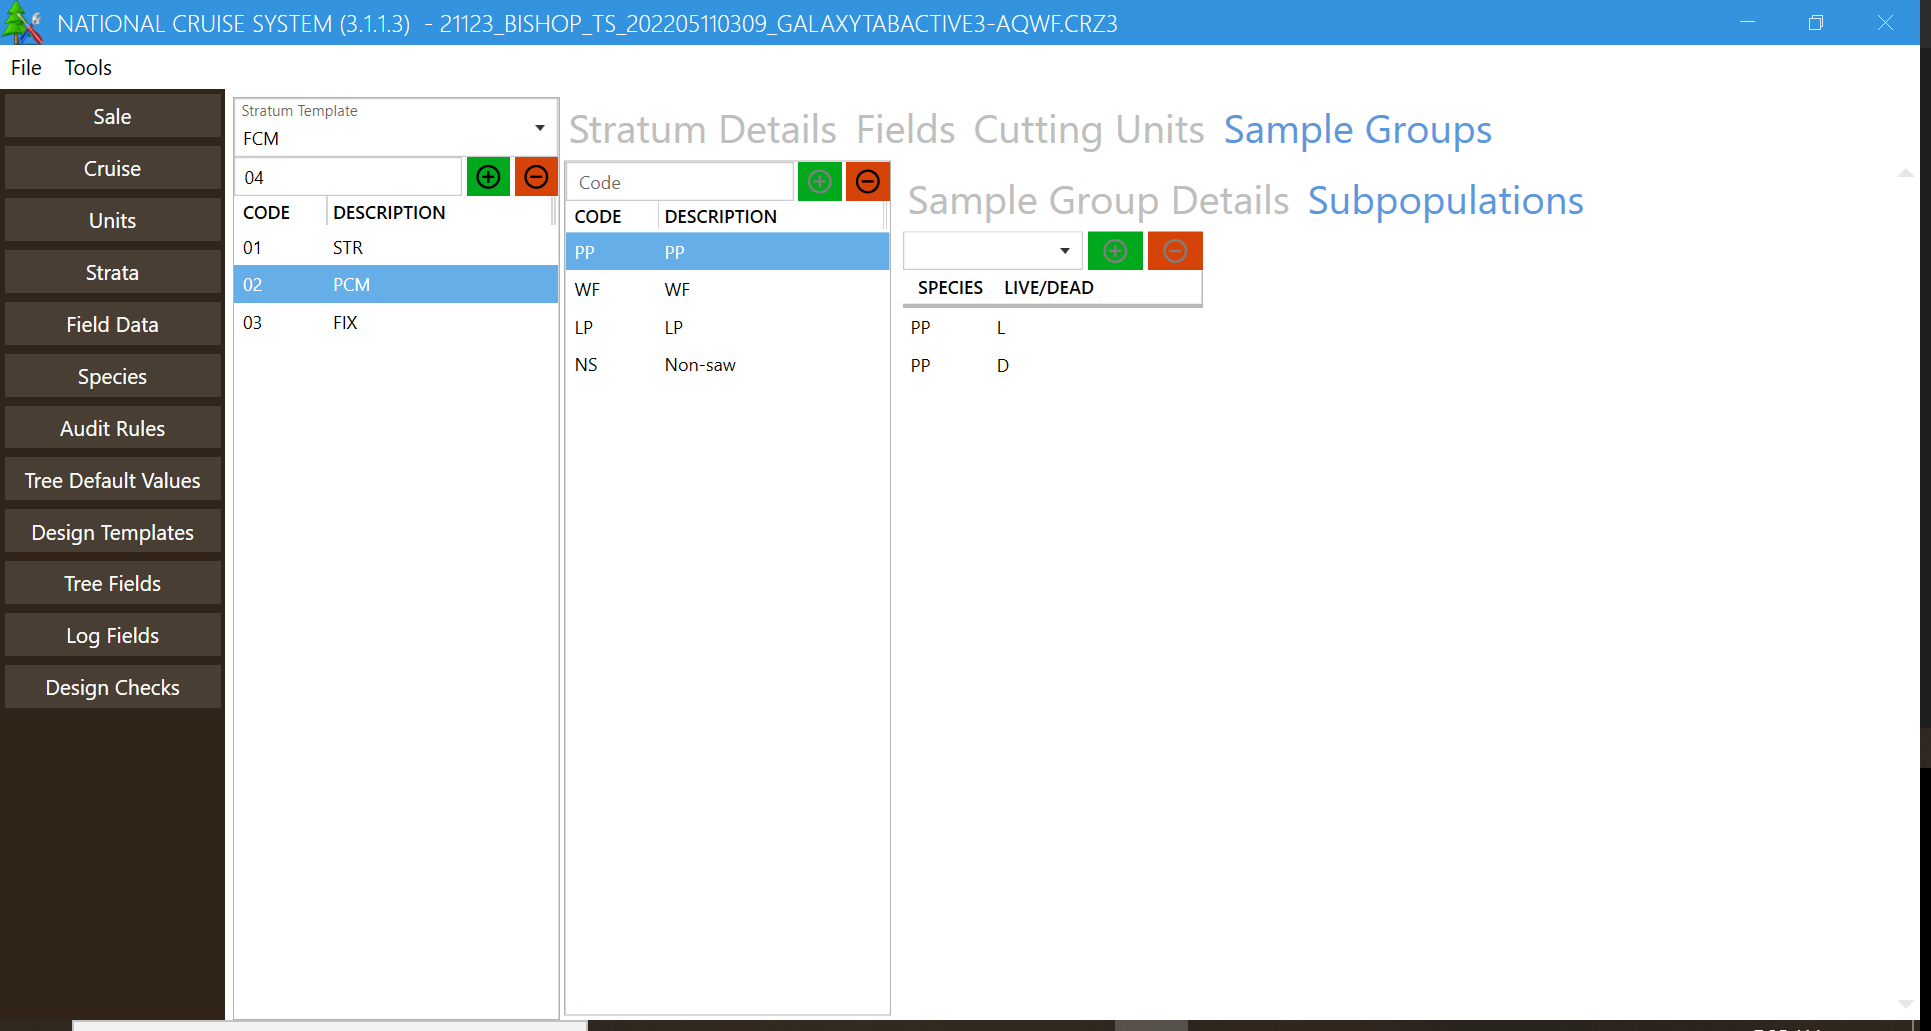 NATIONAL CRUISE SYSTEM (3.1.1.3) - 21123_BISHOP_TS_202205110309_GALAXYTABACTIVE3-AQWF.CRZ3
File Tools
Sale
Cruise
Units
Strata
Field Data
Species
Audit Rules
Tree Default Values
Design Templates
Tree Fields
Log Fields
Design Checks
Stratum Template
FCM
04
CODE DESCRIPTION
01 STR
02 PCM
03 FIX
Stratum Details Fields Cutting Units Sample Groups
Code
CODE DESCRIPTION
PP PP
WF WF
LP LP
NS Non-saw
Sample Group Details Subpopulations
SPECIES LIVE/DEAD
PP L
PP D